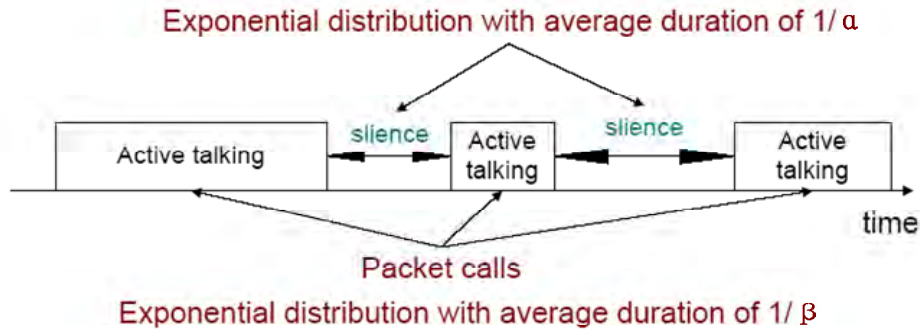 Exponential distribution with average duration of 1/ α
slience
slience
Active talking
Active
talking
Active
talking
time
Packet calls
Exponential distribution with average duration of 1/ β